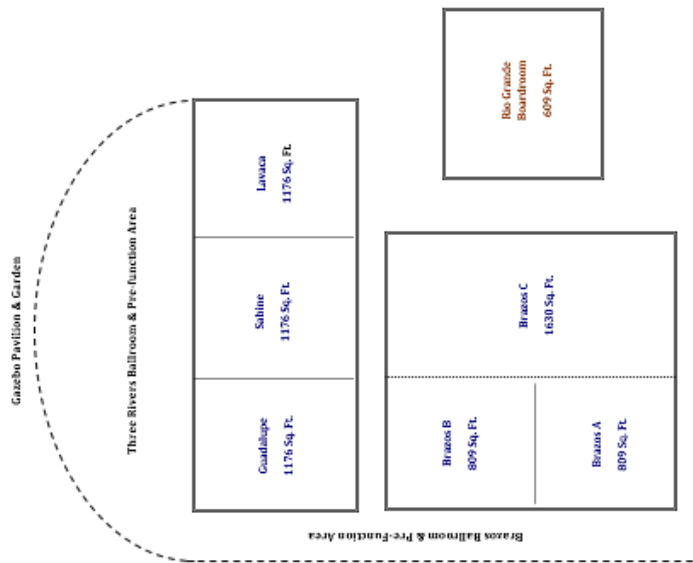 Gazebo Pavilion & Garden
Three Rivers Ballroom & Pre-function Area
Lavaca
1176 Sq. Ft.
Sabine
1176 Sq. Ft.
Guadalupe
1176 Sq. Ft.
Rio Grande
Boardroom
609 Sq. Ft.
Brazos C
1630 Sq. Ft.
Brazos B
809 Sq. Ft.
Brazos A
809 Sq. Ft.
Brazos Ballroom & Pre-Function Area